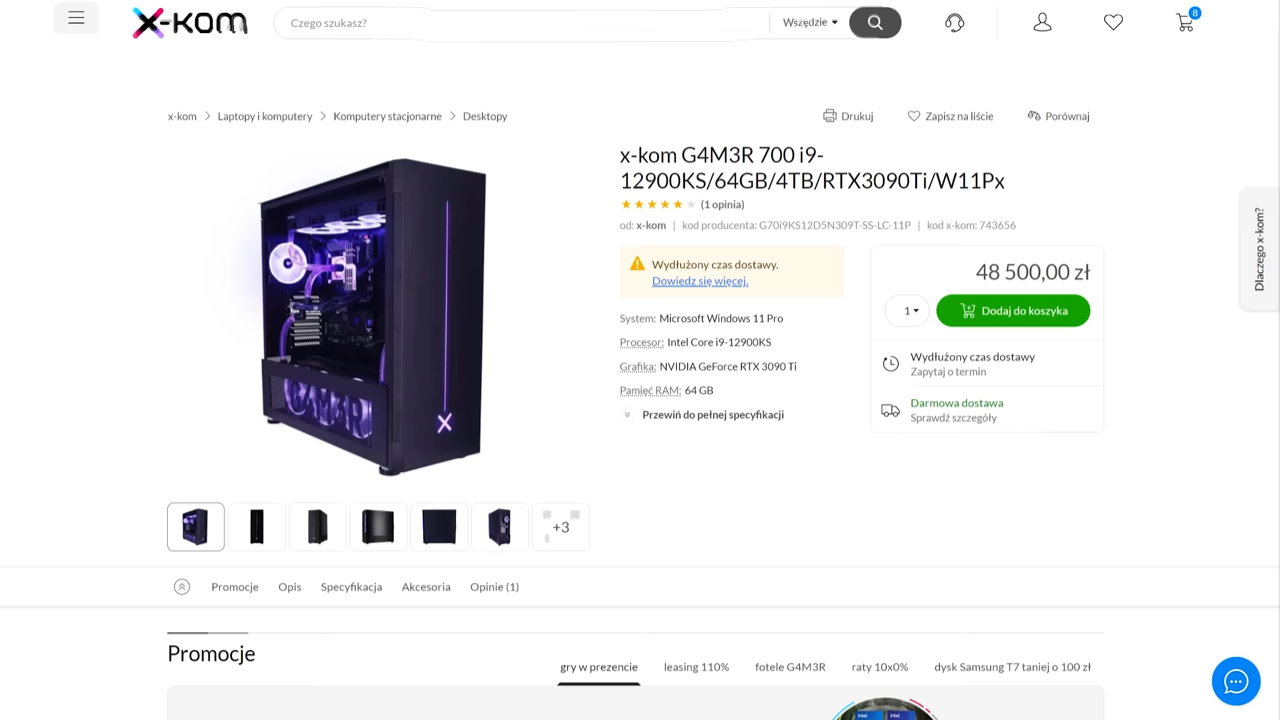 x-kom
Czego szukasz?
Wszędzie
8
x-kom
Laptopy i komputery
Komputery stacjonarne
Desktopy
Drukuj
Zapisz na liście
Porównaj
x-kom G4M3R 700 i9-
12900KS/64GB/4TB/RTX3090Ti/W11Px
(1 opinia)
od: x-kom | kod producenta: G70i9KS12D5N309T-SS-LC-11P | kod x-kom: 743656
Wydłużony czas dostawy.
Dowiedz się więcej.
48 500,00 zł
1
Dodaj do koszyka
System: Microsoft Windows 11 Pro
Procesor: Intel Core i9-12900KS
Grafika: NVIDIA GeForce RTX 3090 Ti
Pamięć RAM: 64 GB
Przewiń do pełnej specyfikacji
Wydłużony czas dostawy
Zapytaj o termin
Darmowa dostawa
Sprawdź szczegóły
Dlaczego x-kom?
G4M3R
X
+3
Promocje
Opis
Specyfikacja
Akcesoria
Opinie (1)
Promocje
gry w prezencie
leasing 110%
fotele G4M3R
raty 10x0%
dysk Samsung T7 taniej o 100 zł
intel
intel